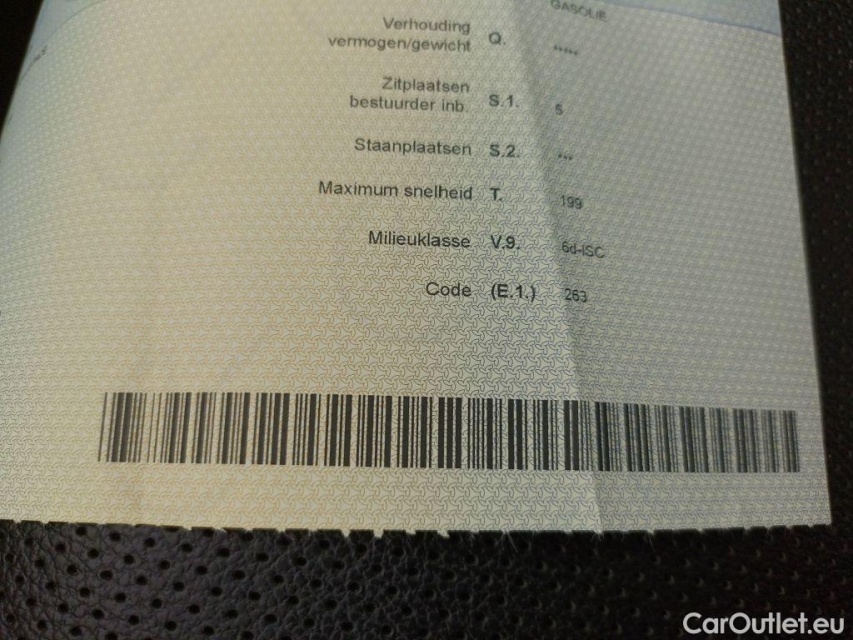 GASOLIE
Verhouding
vermogen/gewicht Q. *****
Zitplaatsen
bestuurder inb. S.1. 5
Staanplaatsen S.2. ***
Maximum snelheid T. 199
Milieuklasse V.9. 6d-ISC
Code (E.1.) 263
CarOutlet.eu